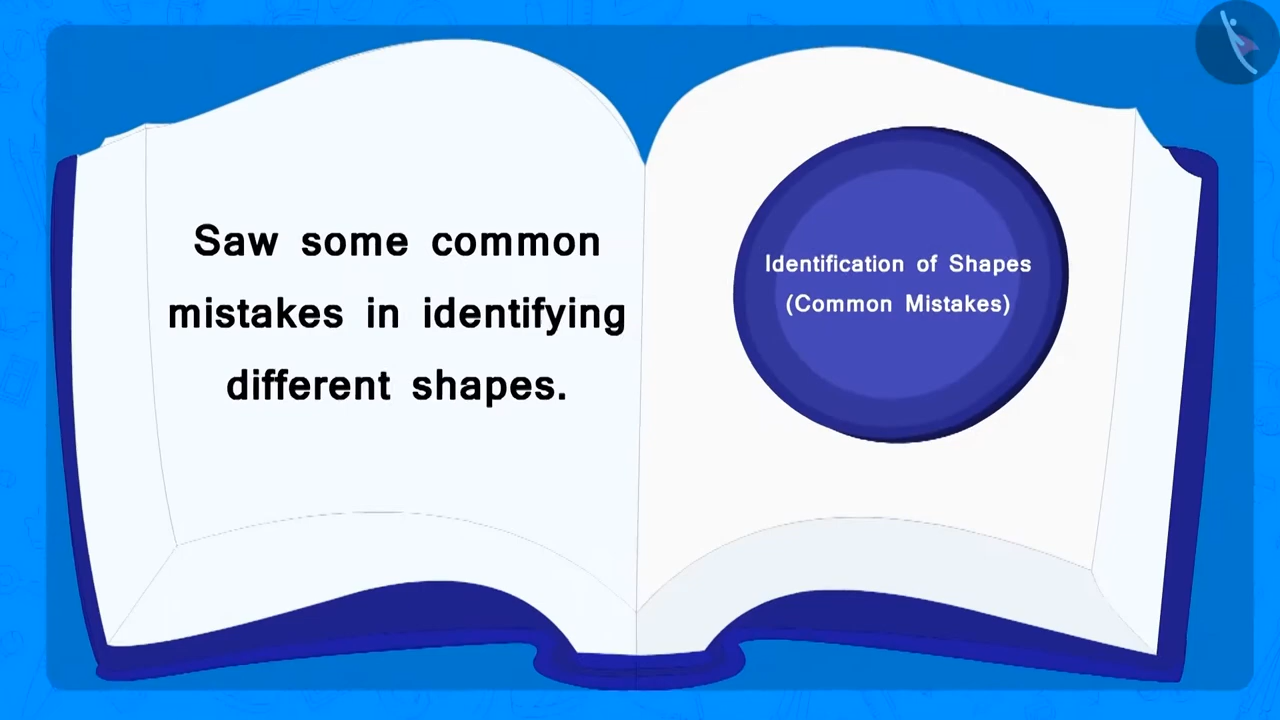 Saw some common
mistakes in identifying
different shapes.
Identification of Shapes
(Common Mistakes)